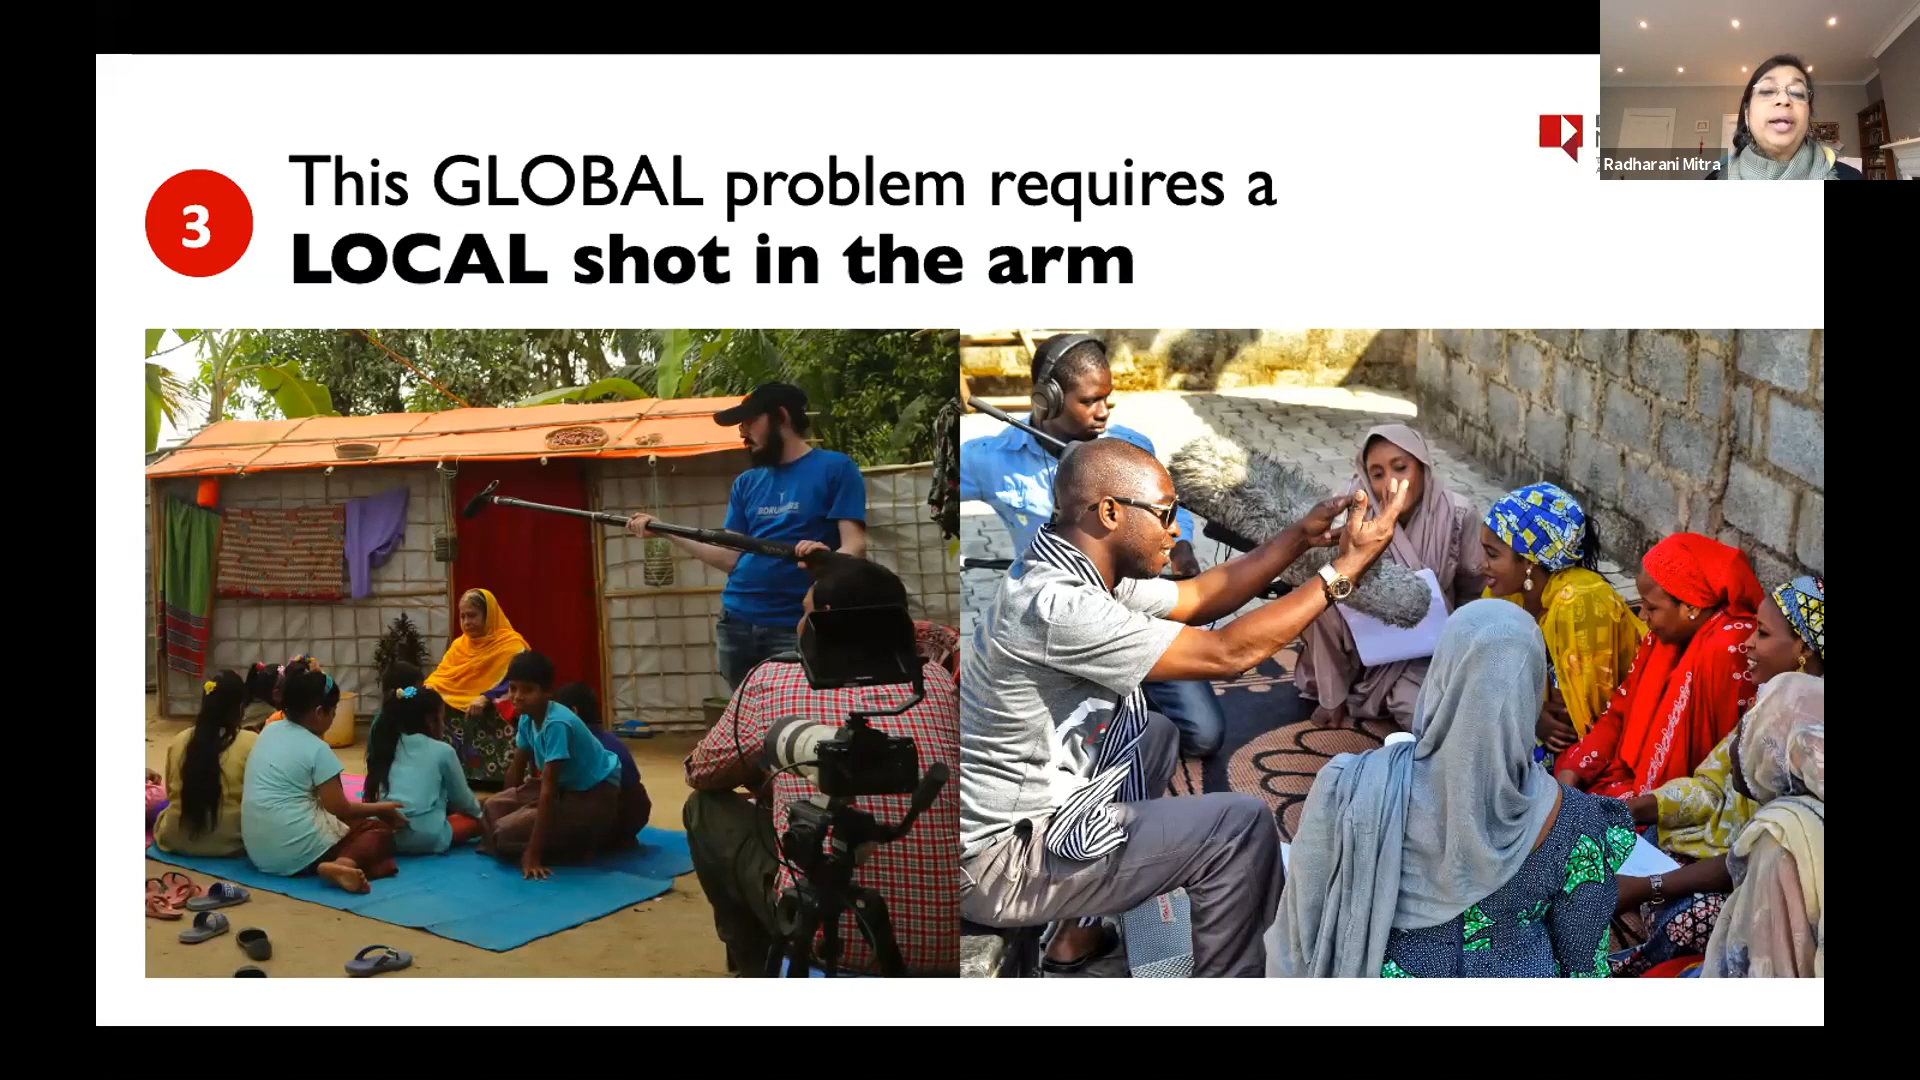 3
This GLOBAL problem requires a
LOCAL shot in the arm
Radharani Mitra